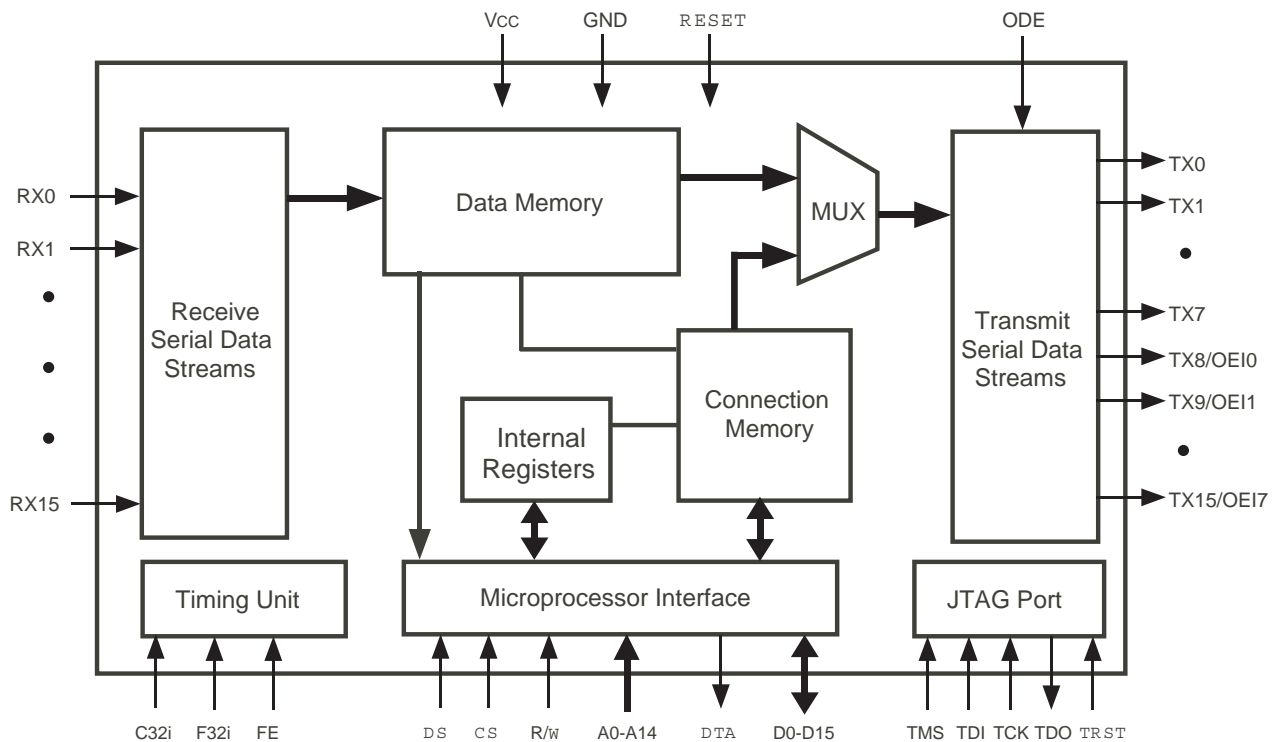 Vcc GND RESET ODE
Data Memory
MUX
Receive
Serial Data
Streams
Transmit
Serial Data
Streams
Connection
Memory
Internal
Registers
Timing Unit
Microprocessor Interface
JTAG Port
RX0
RX1
RX15
TX0
TX1
TX7
TX8/OEI0
TX9/OEI1
TX15/OEI7
C32i F32i FE DS CS R/W A0-A14 DTA D0-D15 TMS TDI TCK TDO TRST